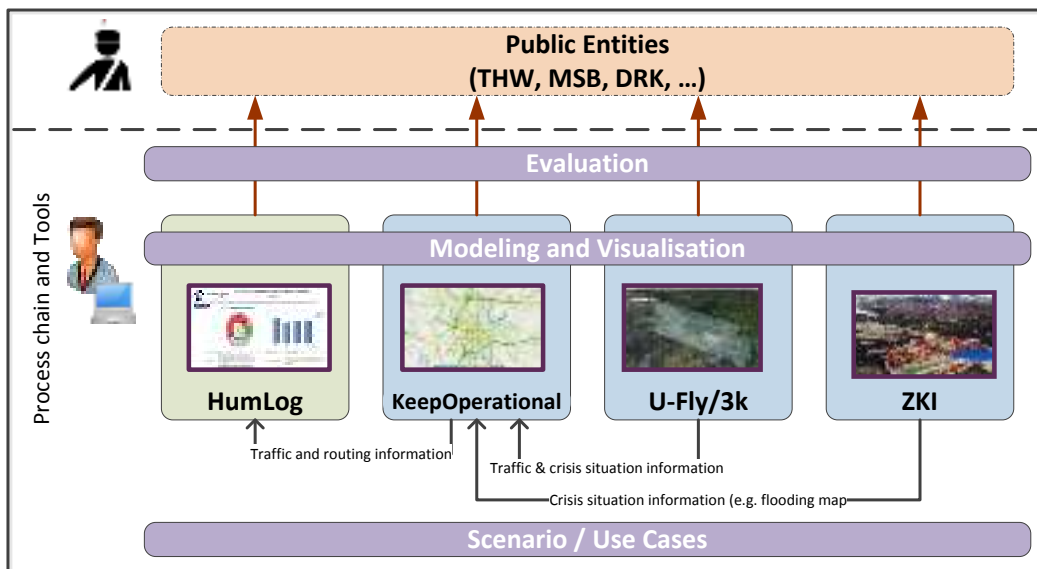 Public Entities
(THW, MSB, DRK, ...)
Process chain and Tools
Evaluation
Modeling and Visualisation
HumLog
KeepOperational
U-Fly/3k
ZKI
Traffic and routing information
Traffic & crisis situation information
Crisis situation information (e.g. flooding map
Scenario / Use Cases